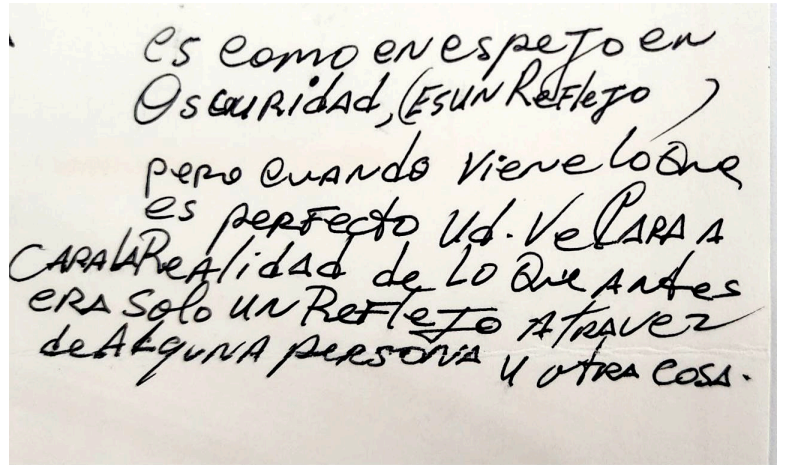 es como en espejo en
Oscuridad, (Es un Reflejo)
pero cuando viene lo Que
es perfecto Ud. Ve Cara a
Cara la Realidad de lo Que Antes
era solo un Reflejo Atravez
de Alguna persona u otra cosa.